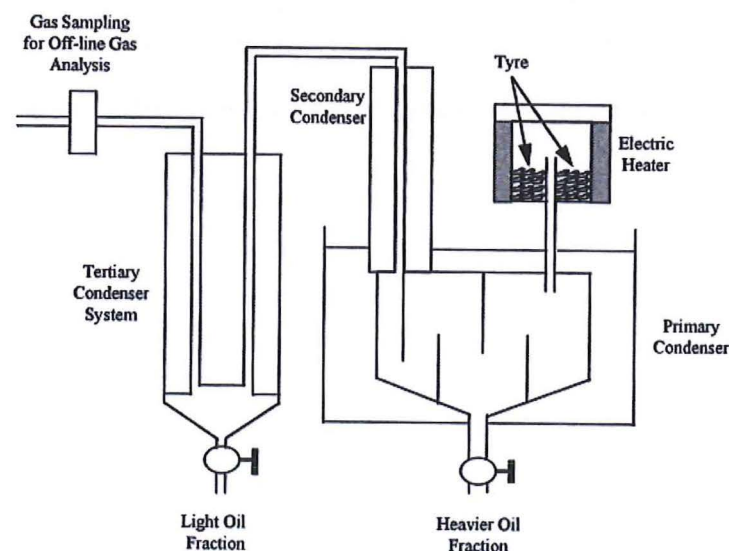 Gas Sampling
for Off-line Gas
Analysis
Secondary
Condenser
Tyre
Electric
Heater
Tertiary
Condenser
System
Primary
Condenser
Light Oil
Fraction
Heavier Oil
Fraction